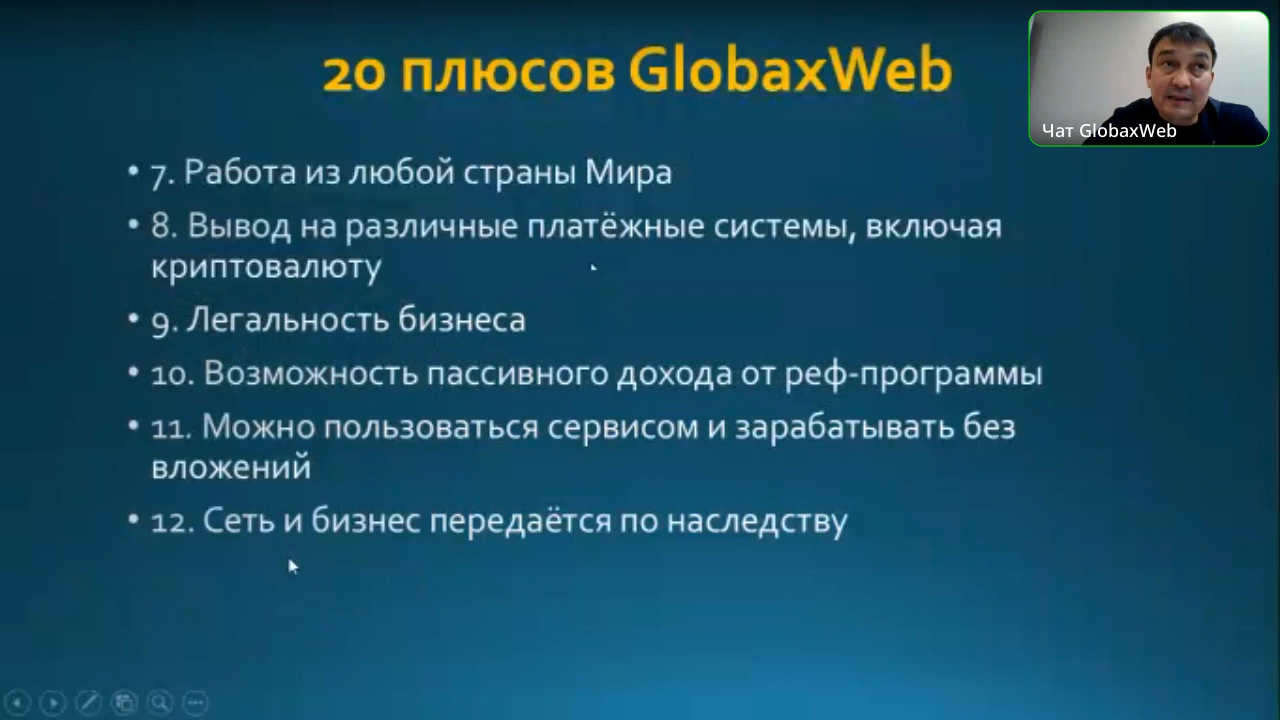 20 плюсов GlobaxWeb
Чат GlobaxWeb
• 7. Работа из любой страны Мира
• 8. Вывод на различные платёжные системы, включая
криптовалюту
• 9. Легальность бизнеса
• 10. Возможность пассивного дохода от реф-программы
• 11. Можно пользоваться сервисом и зарабатывать без
вложений
• 12. Сеть и бизнес передаётся по наследству